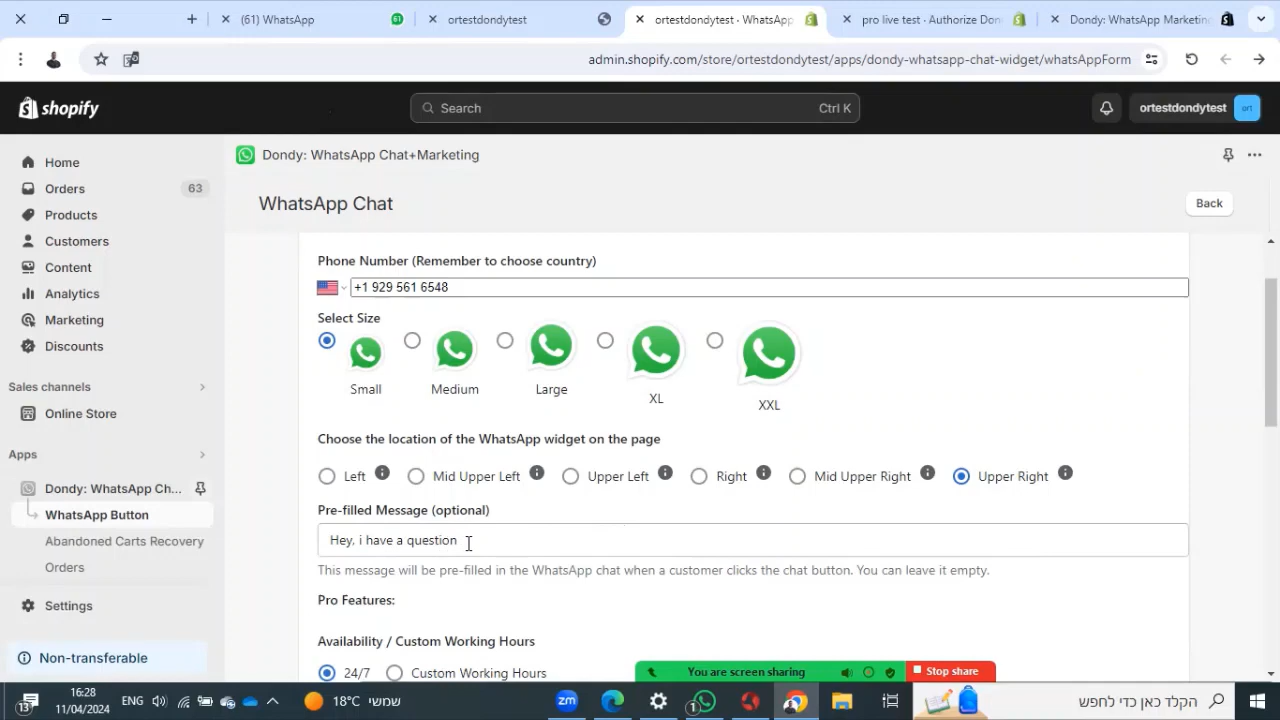 (61) WhatsApp
61
ortestdondytest
ortestdondytest · WhatsApp
pro live test · Authorize Don
Dondy: WhatsApp Marketin
admin.shopify.com/store/ortestdondytest/apps/dondy-whatsapp-chat-widget/whatsAppForm
shopify
Search
Ctrl K
ortestdondytest
ort
Home
Orders
63
Products
Customers
Content
Analytics
Marketing
Discounts
Sales channels
Online Store
Apps
Dondy: WhatsApp Ch...
WhatsApp Button
Abandoned Carts Recovery
Orders
Settings
Non-transferable
Dondy: WhatsApp Chat+Marketing
WhatsApp Chat
Back
Phone Number (Remember to choose country)
+1 929 561 6548
Select Size
Small
Medium
Large
XL
XXL
Choose the location of the WhatsApp widget on the page
Left
Mid Upper Left
Upper Left
Right
Mid Upper Right
Upper Right
Pre-filled Message (optional)
Hey, i have a question
This message will be pre-filled in the WhatsApp chat when a customer clicks the chat button. You can leave it empty.
Pro Features:
Availability / Custom Working Hours
24/7
Custom Working Hours
You are screen sharing
Stop share
13
16:28
11/04/2024
ENG
18°C
שמשי
zm
1
הקלד כאן כדי לחפש